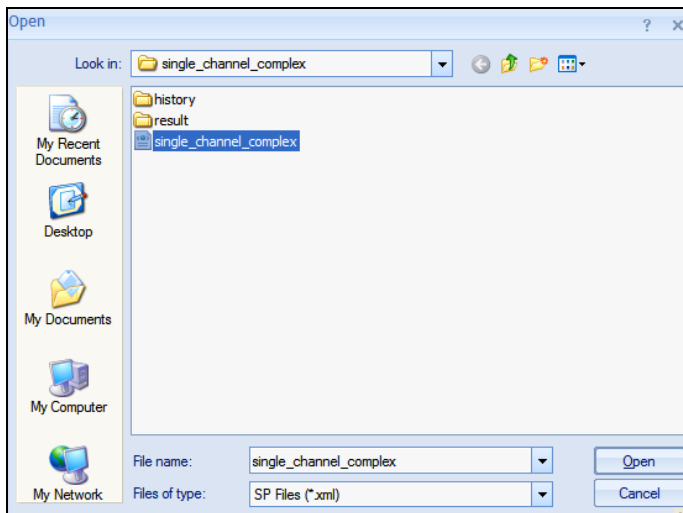 Open
? x
Look in: single_channel_complex
history
result
single_channel_complex
My Recent
Documents
Desktop
My Documents
My Computer
My Network
File name: single_channel_complex Open
Files of type: SP Files (*.xml) Cancel